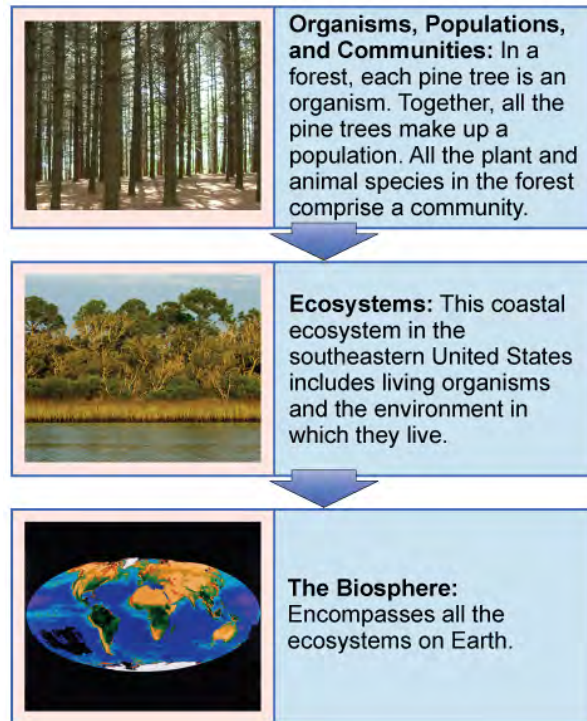 Organisms, Populations,
and Communities: In a
forest, each pine tree is an
organism. Together, all the
pine trees make up a
population. All the plant and
animal species in the forest
comprise a community.
Ecosystems: This coastal
ecosystem in the
southeastern United States
includes living organisms
and the environment in
which they live.
The Biosphere:
Encompasses all the
ecosystems on Earth.